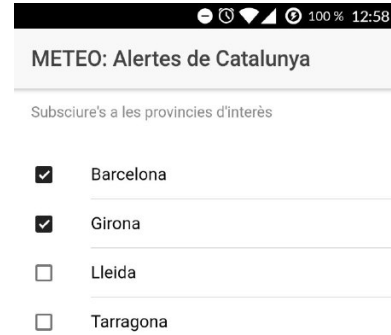 100 % 12:58
METEO: Alertes de Catalunya
Subsciure's a les provincies d'interès
Barcelona
Girona
Lleida
Tarragona